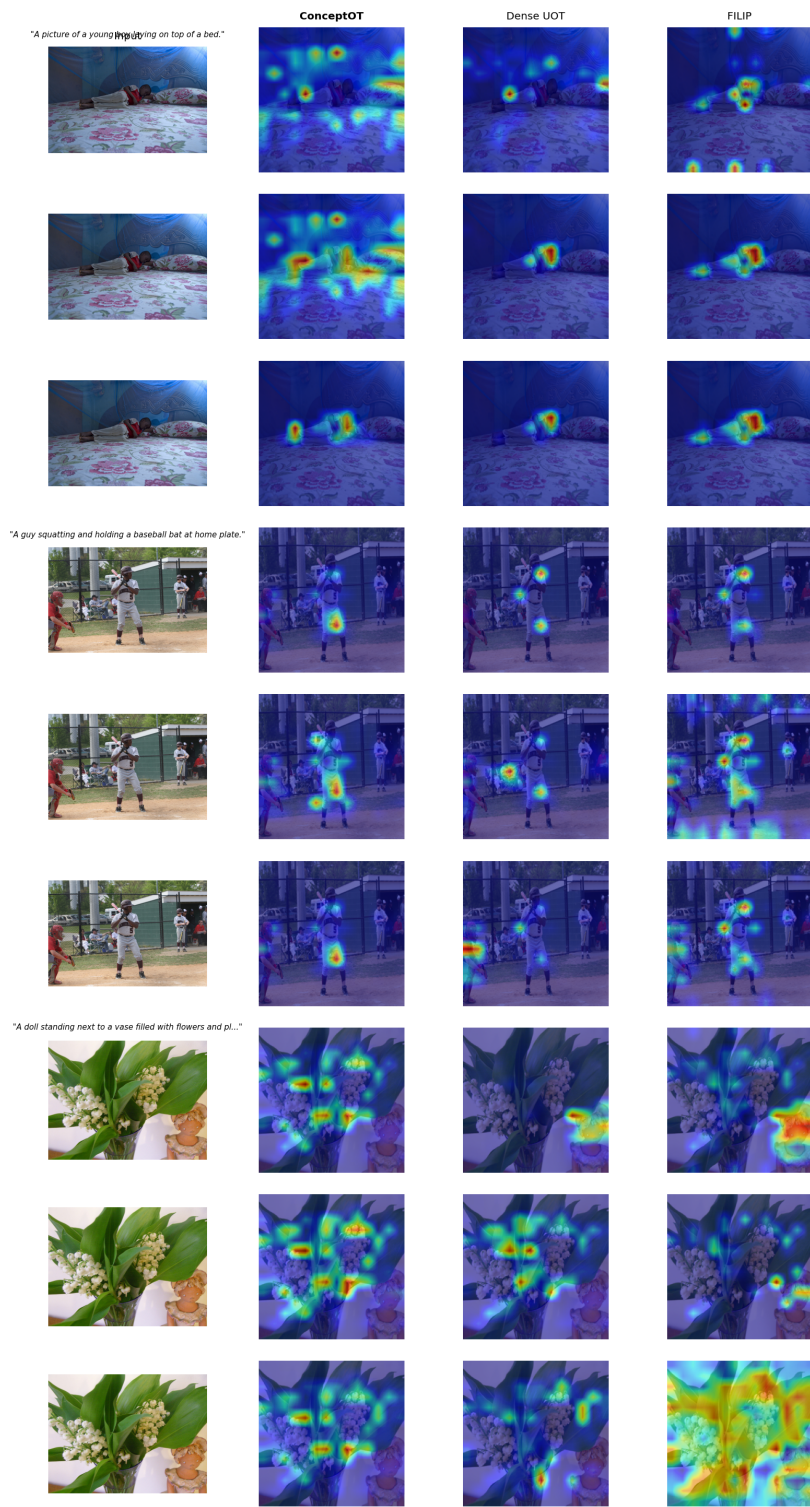 ConceptOT Dense UOT FILIP
"A picture of a young boy laying on top of a bed."
Input
"A guy squatting and holding a baseball bat at home plate."
"A doll standing next to a vase filled with flowers and pl..."